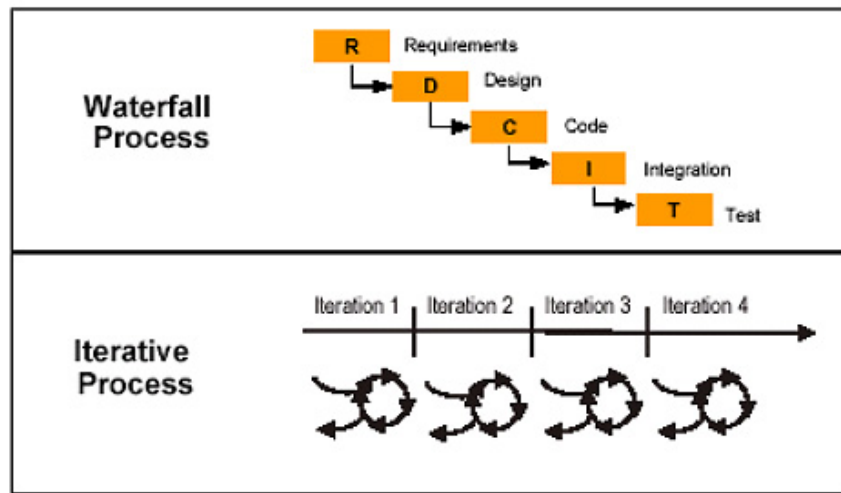 Waterfall
Process
R Requirements
D Design
C Code
I Integration
T Test
Iterative
Process
Iteration 1 Iteration 2 Iteration 3 Iteration 4